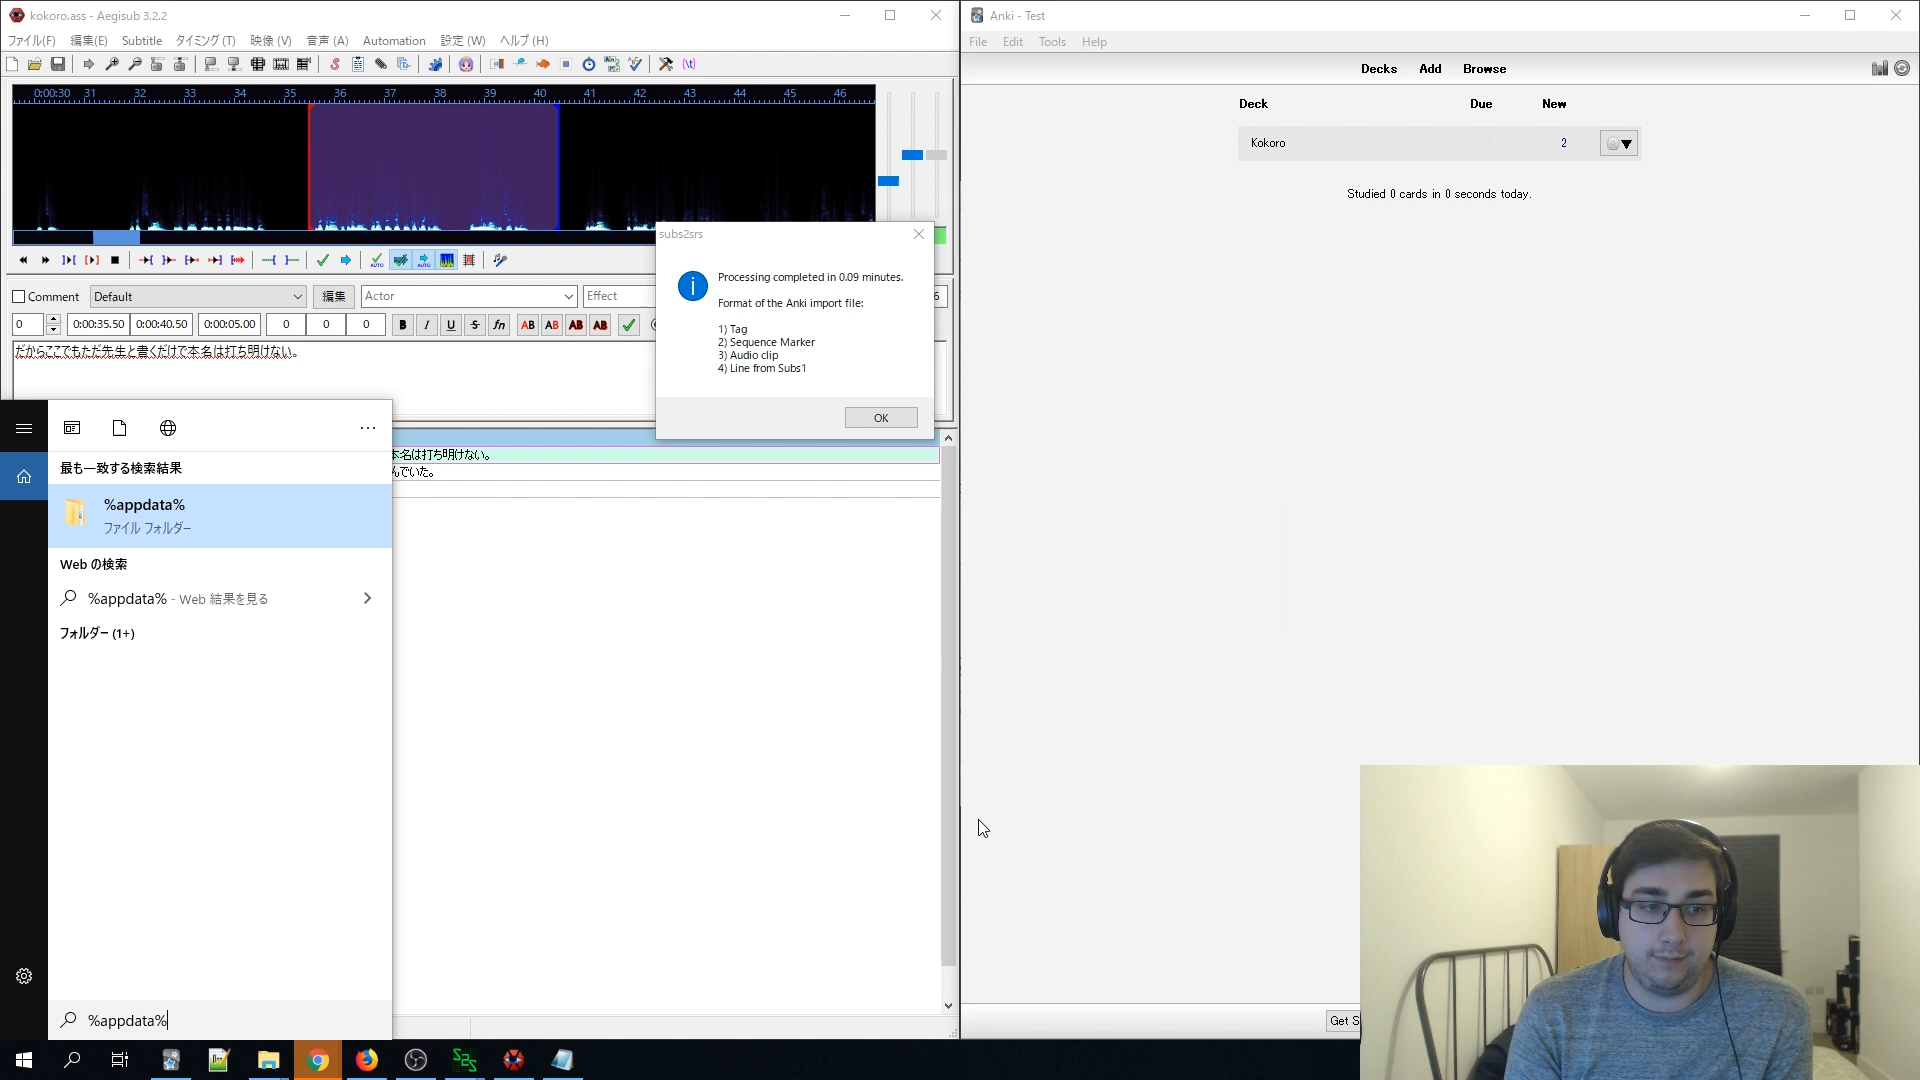 kokoro.ass - Aegisub 3.2.2
ファイル(F) 編集(E) Subtitle タイミング(T) 映像 (V) 音声 (A) Automation 設定 (W) ヘルプ (H)
0:00:30 31 32 33 34 35 36 37 38 39 40 41 42 43 44 45 46
Comment Default 編集 Actor Effect 6
0 0:00:35.50 0:00:40.50 0:00:05.00 0 0 0 B I U S fn AB AB AB AB
だからここでもただ先生と書くだけで本名は打ち明けない。
本名は打ち明けない。
んでいた。
subs2srs
Processing completed in 0.09 minutes.
Format of the Anki import file:
1) Tag
2) Sequence Marker
3) Audio clip
4) Line from Subs1
OK
最も一致する検索結果
%appdata%
ファイル フォルダー
Web の検索
%appdata% - Web 結果を見る
フォルダー (1+)
%appdata%
Anki - Test
File Edit Tools Help
Decks Add Browse
Deck Due New
Kokoro 2
Studied 0 cards in 0 seconds today.
Get S